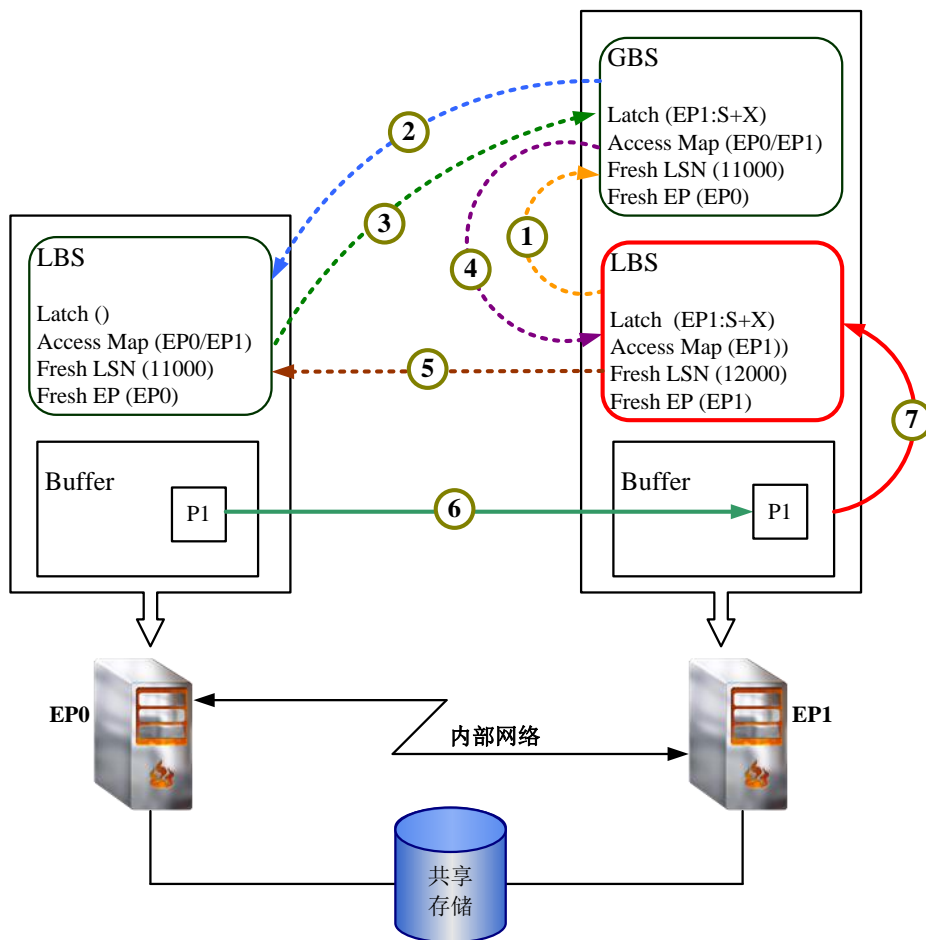 GBS
Latch (EP1:S+X)
Access Map (EP0/EP1)
Fresh LSN (11000)
Fresh EP (EP0)
2
3
1
4
LBS
Latch ()
Access Map (EP0/EP1)
Fresh LSN (11000)
Fresh EP (EP0)
LBS
Latch (EP1:S+X)
Access Map (EP1))
Fresh LSN (12000)
Fresh EP (EP1)
5
7
Buffer
P1
6
Buffer
P1
EP0
EP1
内部网络
共享
存储